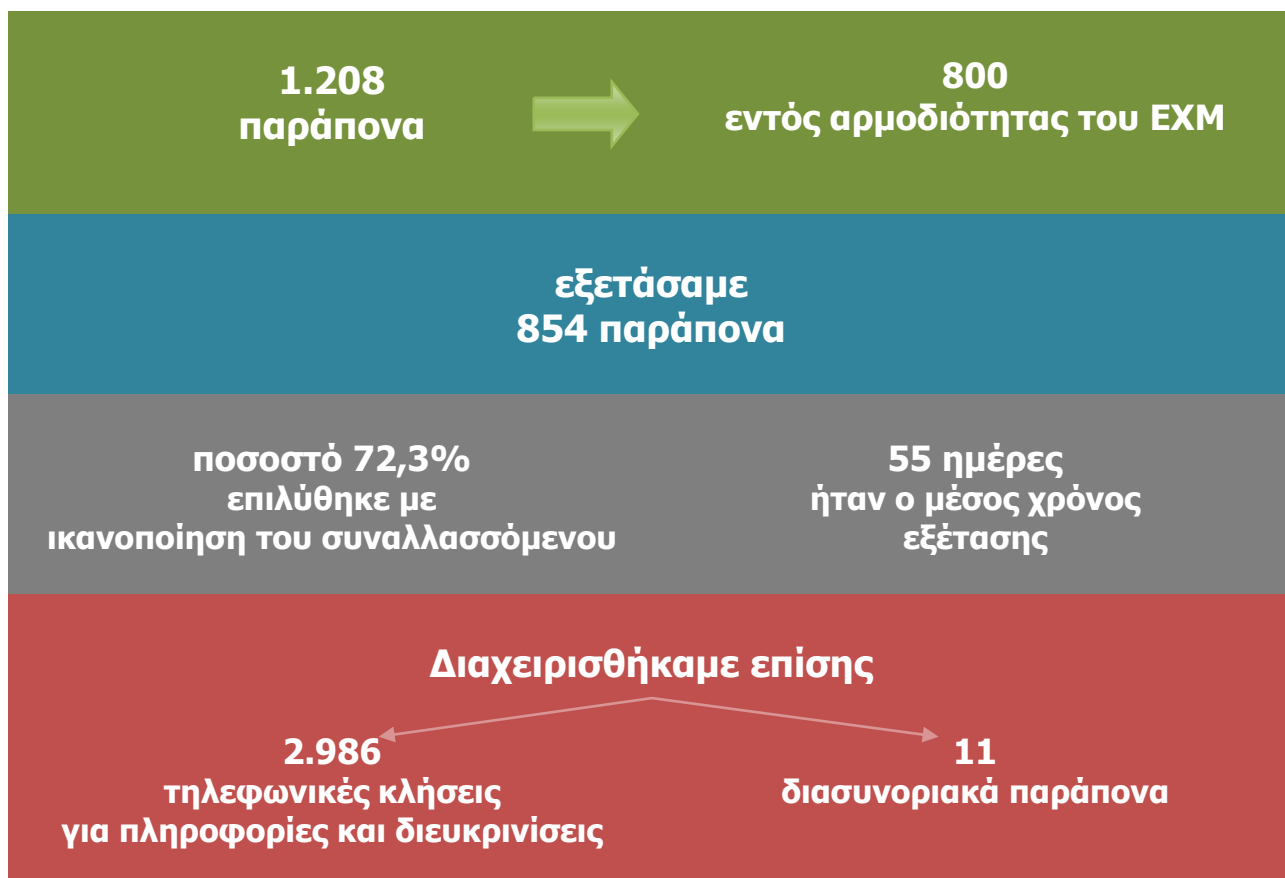 1.208
παράπονα
800
εντός αρμοδιότητας του ΕΧΜ
εξετάσαμε
854 παράπονα
ποσοστό 72,3%
επιλύθηκε με
ικανοποίηση του συναλλασσόμενου
55 ημέρες
ήταν ο μέσος χρόνος
εξέτασης
Διαχειρισθήκαμε επίσης
2.986
τηλεφωνικές κλήσεις
για πληροφορίες και διευκρινίσεις
11
διασυνοριακά παράπονα